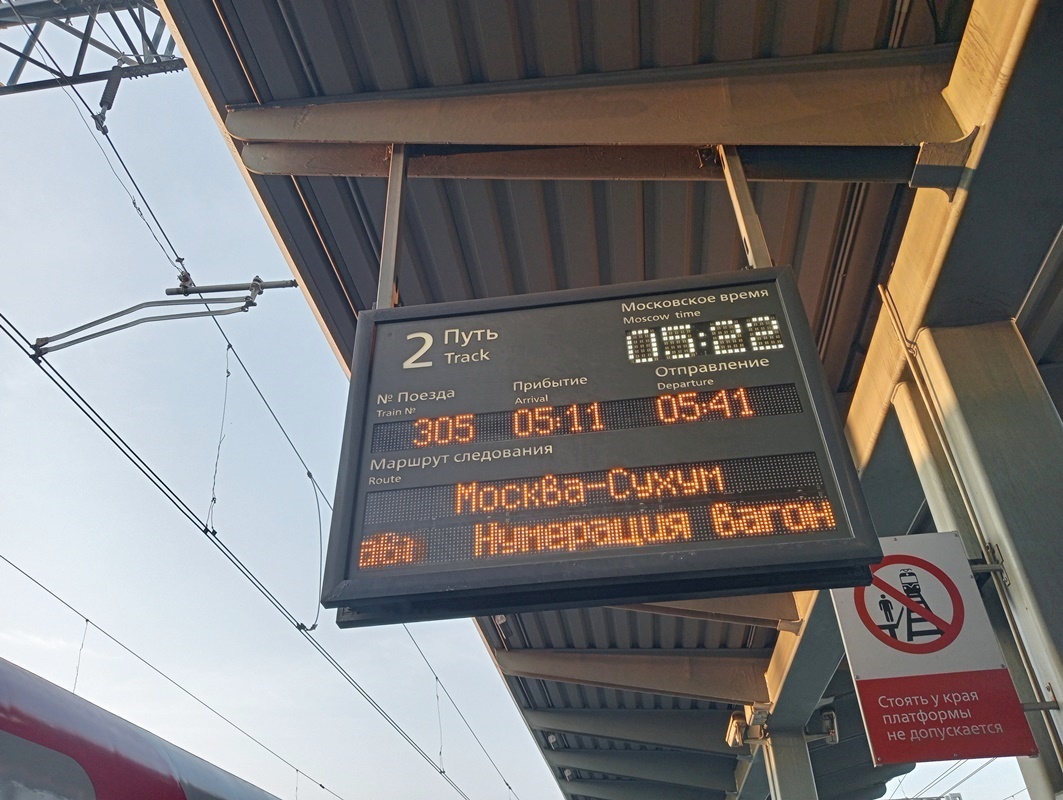 2 Путь
Track
Московское время
Moscow time
05:22
№ Поезда
Train №
Прибытие
Arrival
Отправление
Departure
305 05:11 05:41
Маршрут следования
Route
Москва-Сухум
Нумерация вагон
Стоять у края
платформы
не допускается